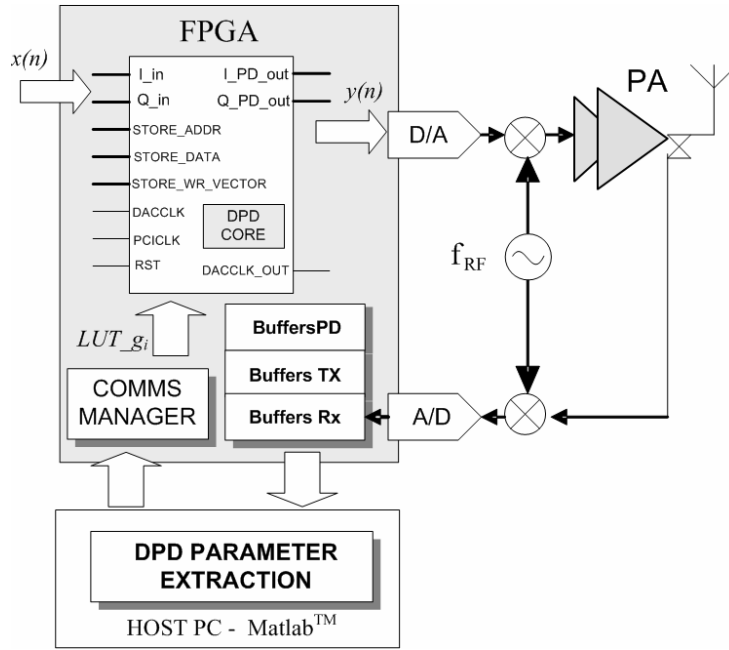 FPGA
x(n)
I_in
I_PD_out
Q_in
Q_PD_out
STORE_ADDR
STORE_DATA
STORE_WR_VECTOR
DACCLK
PCICLK
RST
DPD
CORE
DACCLK_OUT
y(n)
D/A
PA
fRF
LUT_gi
BuffersPD
Buffers TX
Buffers Rx
COMMS
MANAGER
A/D
DPD PARAMETER
EXTRACTION
HOST PC - Matlab™